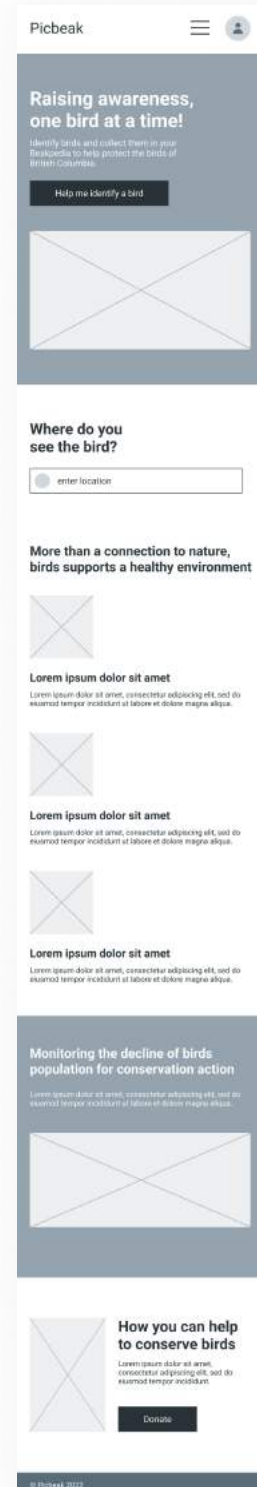 Picbeak
Raising awareness,
one bird at a time!
Identify birds and collect them in your
Beakpedia to help protect the birds of
British Columbia.
Help me identify a bird
Where do you
see the bird?
enter location
More than a connection to nature,
birds supports a healthy environment
Lorem ipsum dolor sit amet
Lorem ipsum dolor sit amet, consectetur adipiscing elit, sed do
eiusmod tempor incididunt ut labore et dolore magna aliqua.
Lorem ipsum dolor sit amet
Lorem ipsum dolor sit amet, consectetur adipiscing elit, sed do
eiusmod tempor incididunt ut labore et dolore magna aliqua.
Lorem ipsum dolor sit amet
Lorem ipsum dolor sit amet, consectetur adipiscing elit, sed do
eiusmod tempor incididunt ut labore et dolore magna aliqua.
Monitoring the decline of birds
population for conservation action
Lorem ipsum dolor sit amet, consectetur adipiscing elit, sed do
eiusmod tempor incididunt ut labore et dolore magna aliqua.
How you can help
to conserve birds
Lorem ipsum dolor sit amet,
consectetur adipiscing elit, sed do
eiusmod tempor incididunt
Donate
© Picbeak 2022